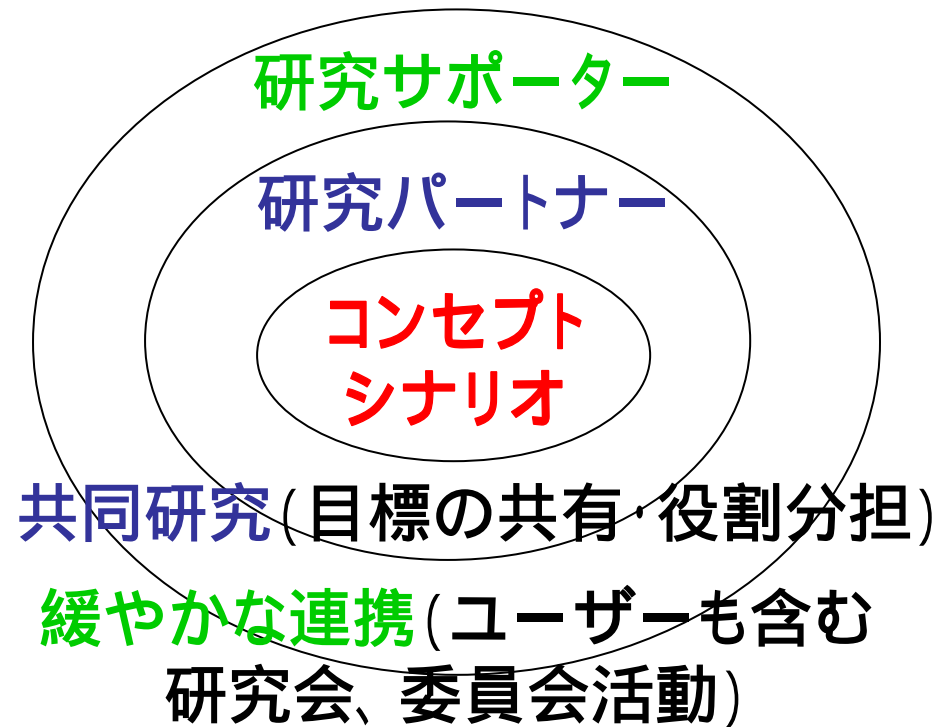 研究サポーター
研究パートナー
コンセプト
シナリオ
共同研究(目標の共有・役割分担)
緩やかな連携(ユーザーも含む
研究会、委員会活動)